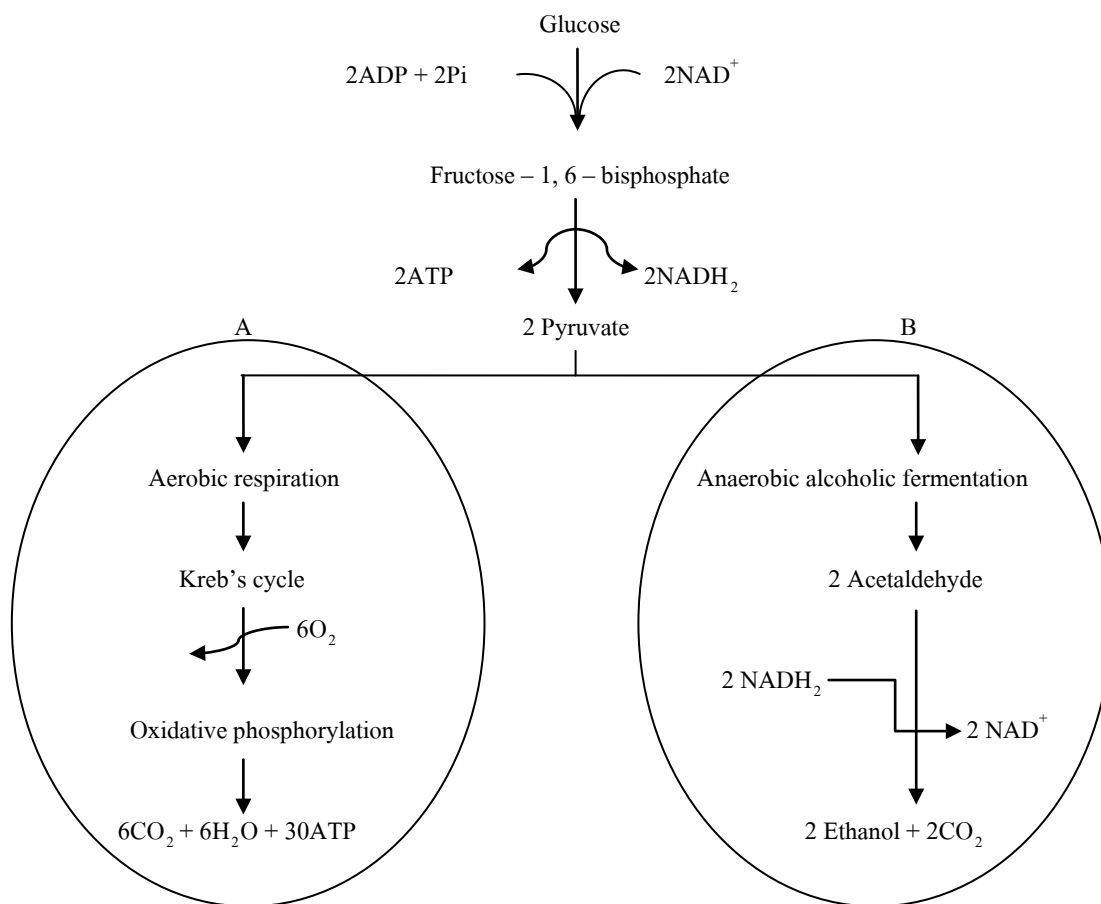 Glucose
2ADP + 2Pi 2NAD⁺
Fructose – 1, 6 – bisphosphate
2ATP 2NADH₂
2 Pyruvate
A
B
Aerobic respiration
Kreb’s cycle
6O₂
Oxidative phosphorylation
6CO₂ + 6H₂O + 30ATP
Anaerobic alcoholic fermentation
2 Acetaldehyde
2 NADH₂
2 NAD⁺
2 Ethanol + 2CO₂